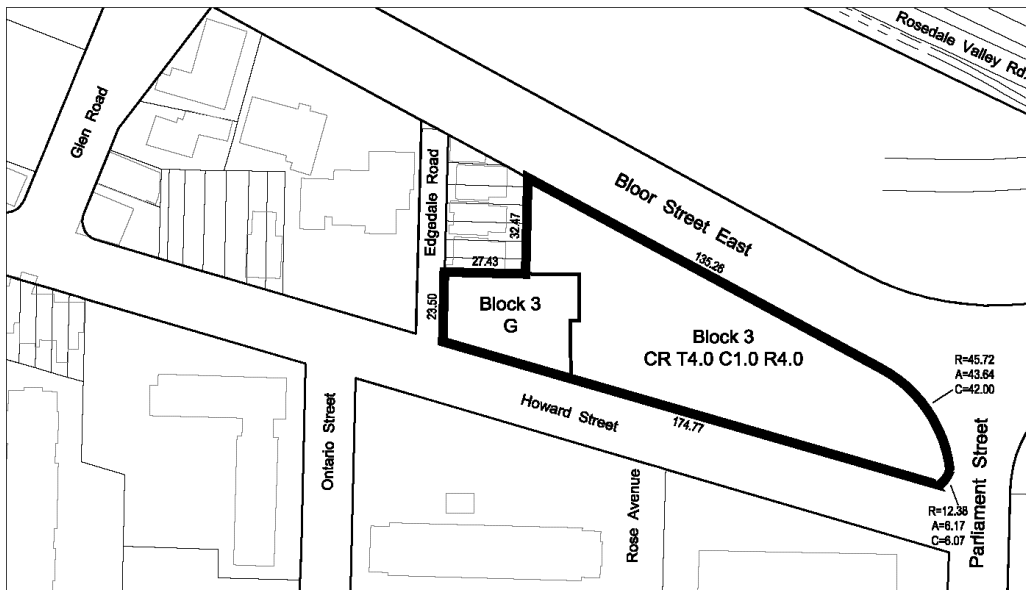 Rosedale Valley Rd.
Glen Road
Bloor Street East
Edgedale Road
32.47
135.26
27.43
23.50
Block 3
G
Block 3
CR T4.0 C1.0 R4.0
R=45.72
A=43.64
C=42.00
Howard Street
174.77
Ontario Street
Rose Avenue
Parliament Street
R=12.38
A=6.17
C=6.07